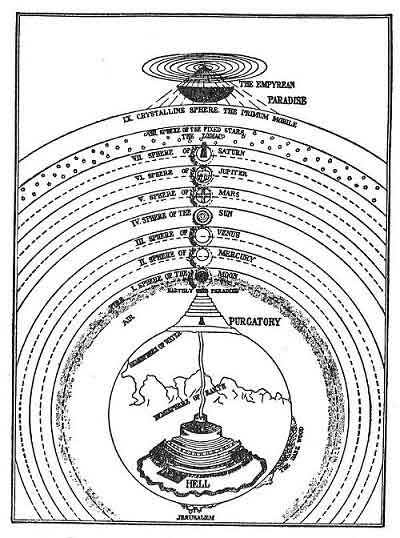 THE EMPYREAN
PARADISE
IX. CRYSTALLINE SPHERE. THE PRIMUM MOBILE
VIII. SPHERE OF THE FIXED STARS
THE ZODIAC
VII. SPHERE OF SATURN
VI. SPHERE OF JUPITER
V. SPHERE OF MARS
IV. SPHERE OF THE SUN
III. SPHERE OF VENUS
II. SPHERE OF MERCURY
I. SPHERE OF THE MOON
EARTHLY PARADISE
FIRE
AIR
PURGATORY
HEMISPHERE OF WATER
HEMISPHERE OF EARTH
THE DARK WOOD
HELL
JERUSALEM